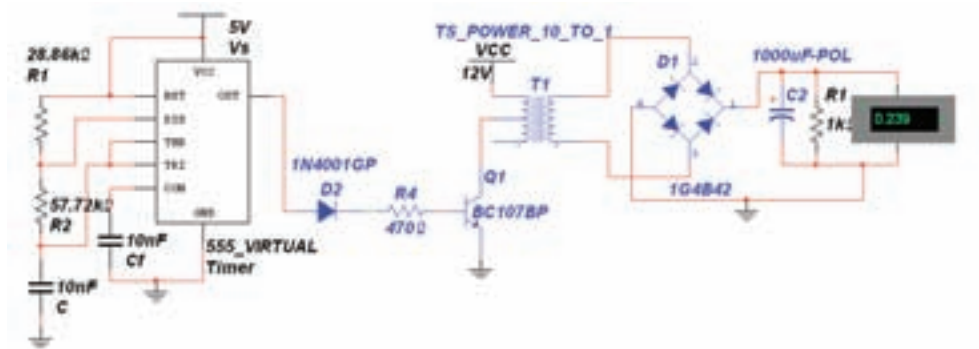 5V
Vs
28.86kΩ
R1
VCC
RST
DIS
THR
TRI
CON
OUT
GND
57.72kΩ
R2
10nF
Cf
10nF
C
555_VIRTUAL
Timer
1N4001GP
D2
R4
470Ω
TS_POWER_10_TO_1
VCC
12V
T1
Q1
BC107BP
D1
1G4B42
1000uF-POL
C2
R1
1kΩ
0.239